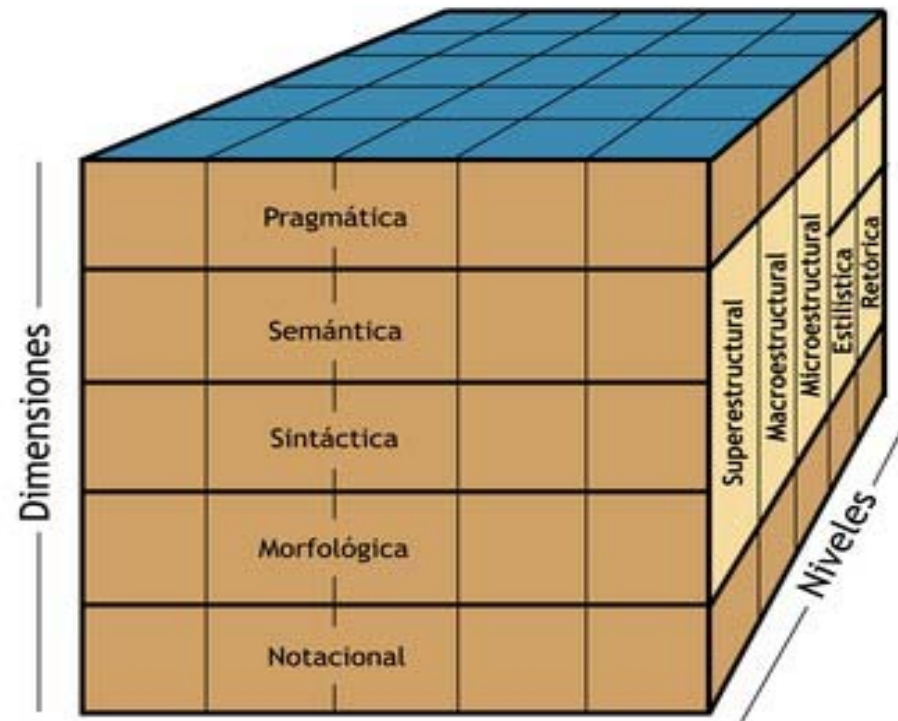 Dimensiones
Pragmática
Semántica
Sintáctica
Morfológica
Notacional
Superestructural
Macroestructural
Microestructural
Estilística
Retórica
Niveles